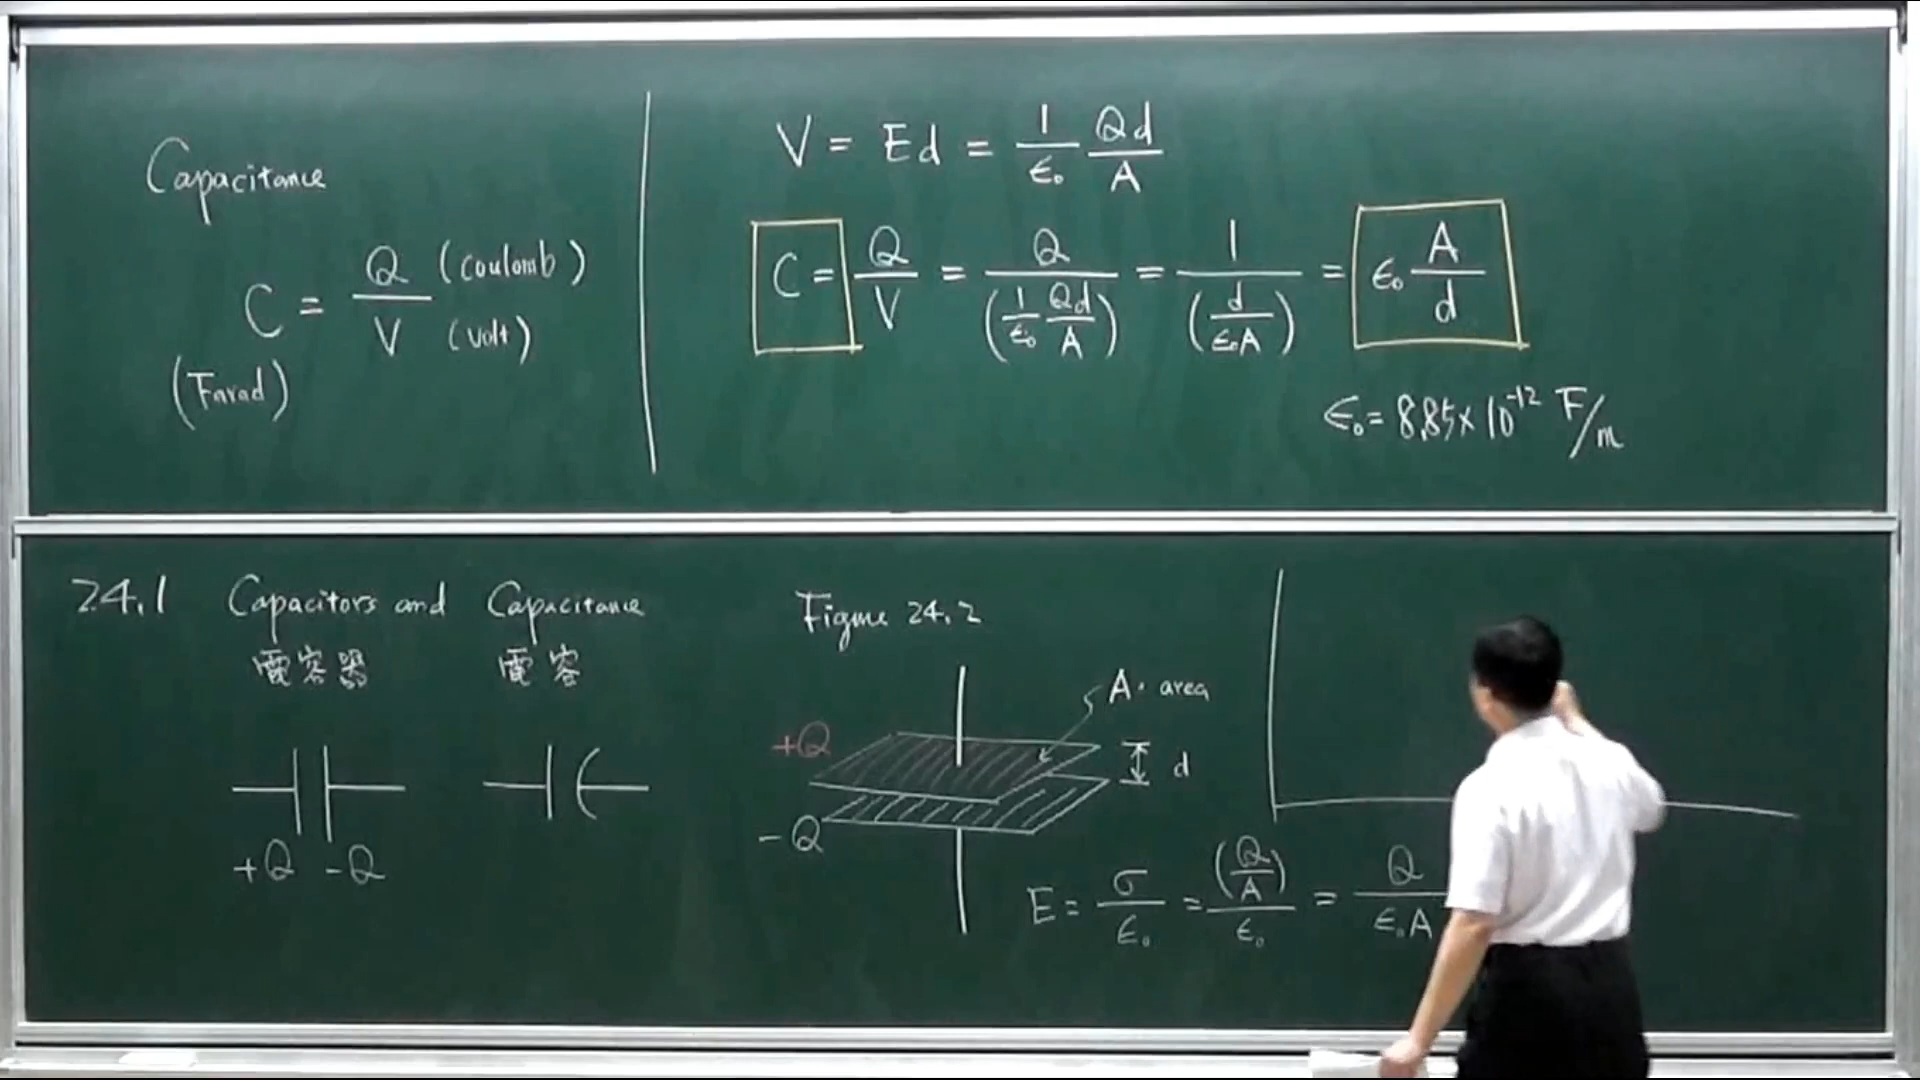 Capacitance
C = Q (coulomb) / V (volt)
(Farad)
V = Ed = 1/ϵ₀ Qd/A
C = Q/V = Q/(1/ϵ₀ Qd/A) = 1/(d/ϵ₀A) = ϵ₀ A/d
ϵ₀ = 8.85 × 10⁻¹² F/m
24.1 Capacitors and Capacitance
電容器 電容
+Q -Q
Figure 24.2
A: area
+Q
d
-Q
E = σ/ϵ₀ = (Q/A)/ϵ₀ = Q/ϵ₀A